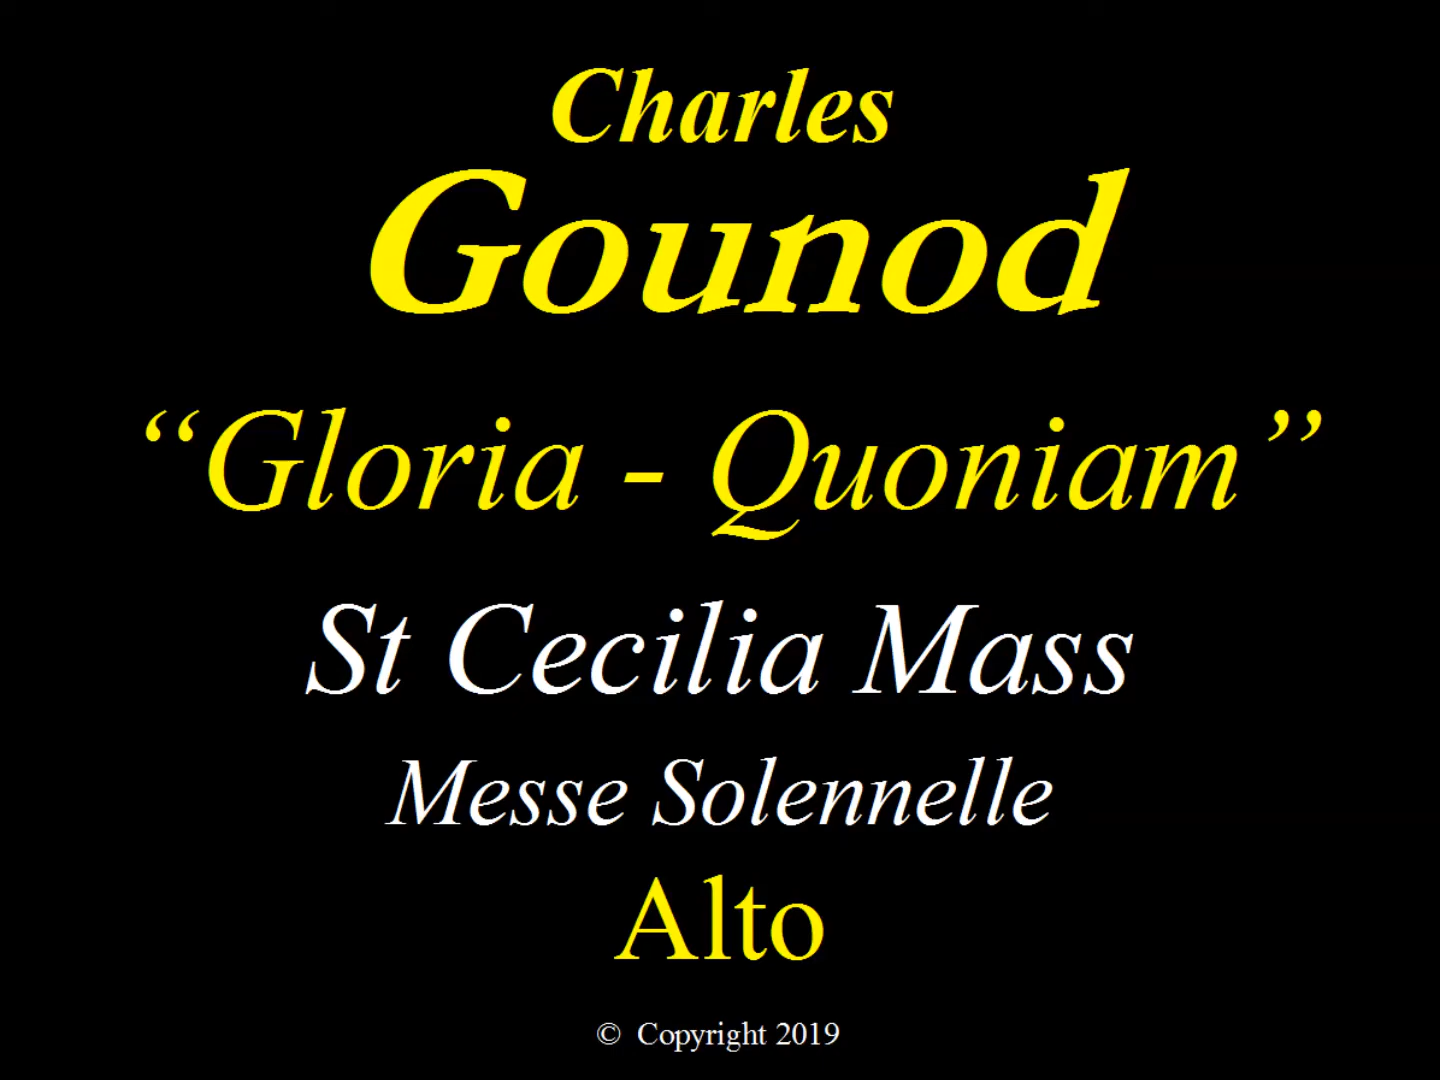 Charles
Gounod
“Gloria - Quoniam”
St Cecilia Mass
Messe Solennelle
Alto
© Copyright 2019